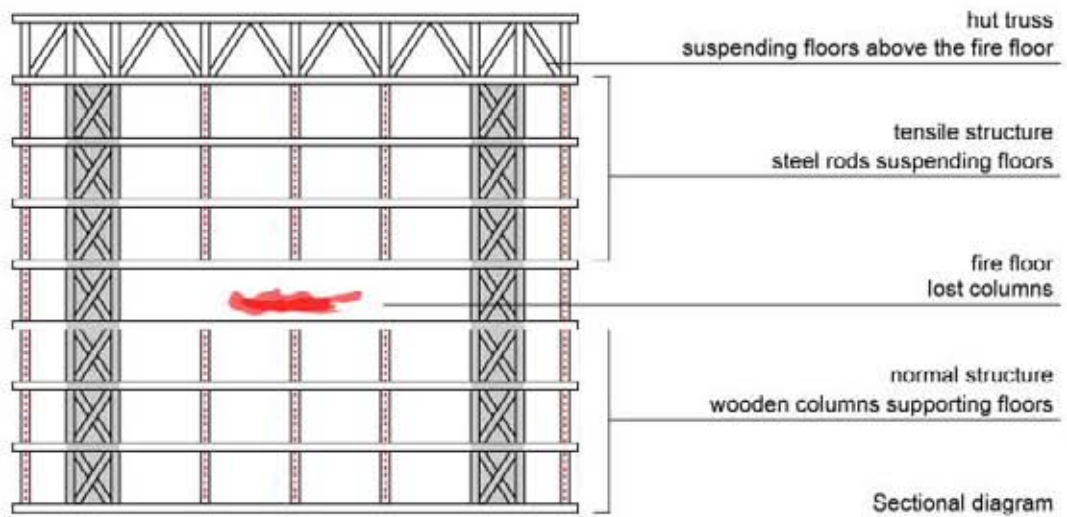 hut truss
suspending floors above the fire floor
tensile structure
steel rods suspending floors
fire floor
lost columns
normal structure
wooden columns supporting floors
Sectional diagram